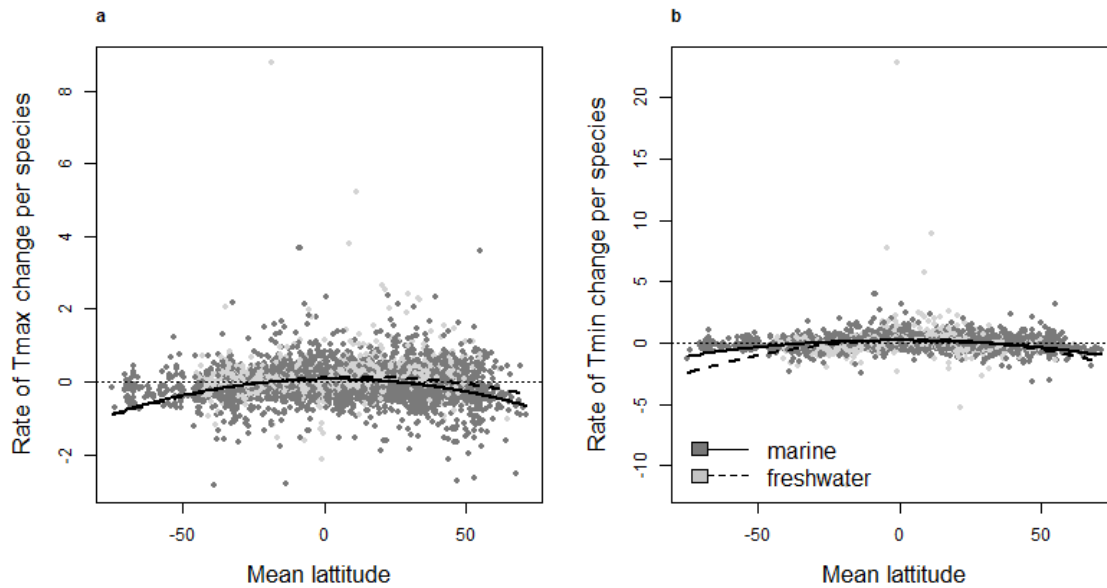 a
b
Rate of Tmax change per species
8
6
4
2
0
-2
-50
0
50
Mean lattitude
Rate of Tmin change per species
20
15
10
5
0
-5
-10
marine
freshwater
-50
0
50
Mean lattitude